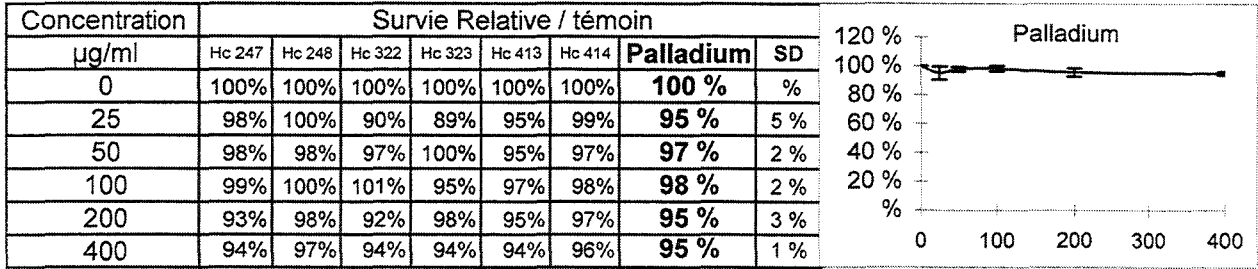 Concentration Survie Relative / témoin
µg/ml Hc 247 Hc 248 Hc 322 Hc 323 Hc 413 Hc 414 Palladium SD
0 100% 100% 100% 100% 100% 100% 100 % %
25 98% 100% 90% 89% 95% 99% 95 % 5 %
50 98% 98% 97% 100% 95% 97% 97 % 2 %
100 99% 100% 101% 95% 97% 98% 98 % 2 %
200 93% 98% 92% 98% 95% 97% 95 % 3 %
400 94% 97% 94% 94% 94% 96% 95 % 1 %
Palladium
120 %
100 %
80 %
60 %
40 %
20 %
%
0 100 200 300 400